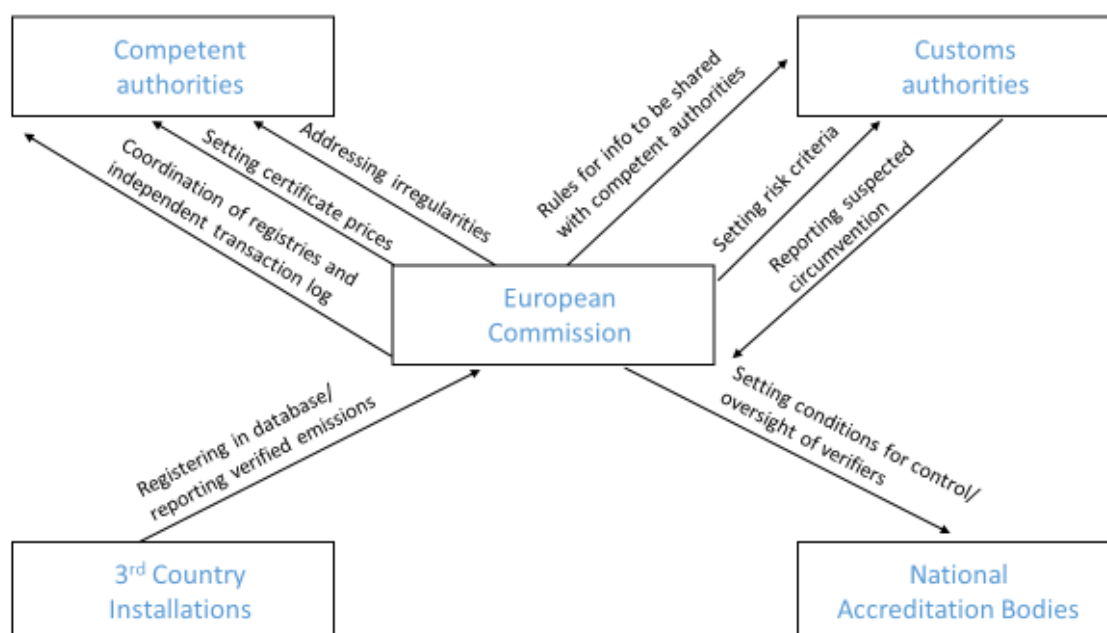 Competent
authorities
Customs
authorities
Coordination of registries and
independent transaction log
Setting certificate prices
Addressing irregularities
Rules for info to be shared
with competent authorities
Setting risk criteria
Reporting suspected
circumvention
European
Commission
Registering in database/
reporting verified emissions
Setting conditions for control/
oversight of verifiers
3rd Country
Installations
National
Accreditation Bodies